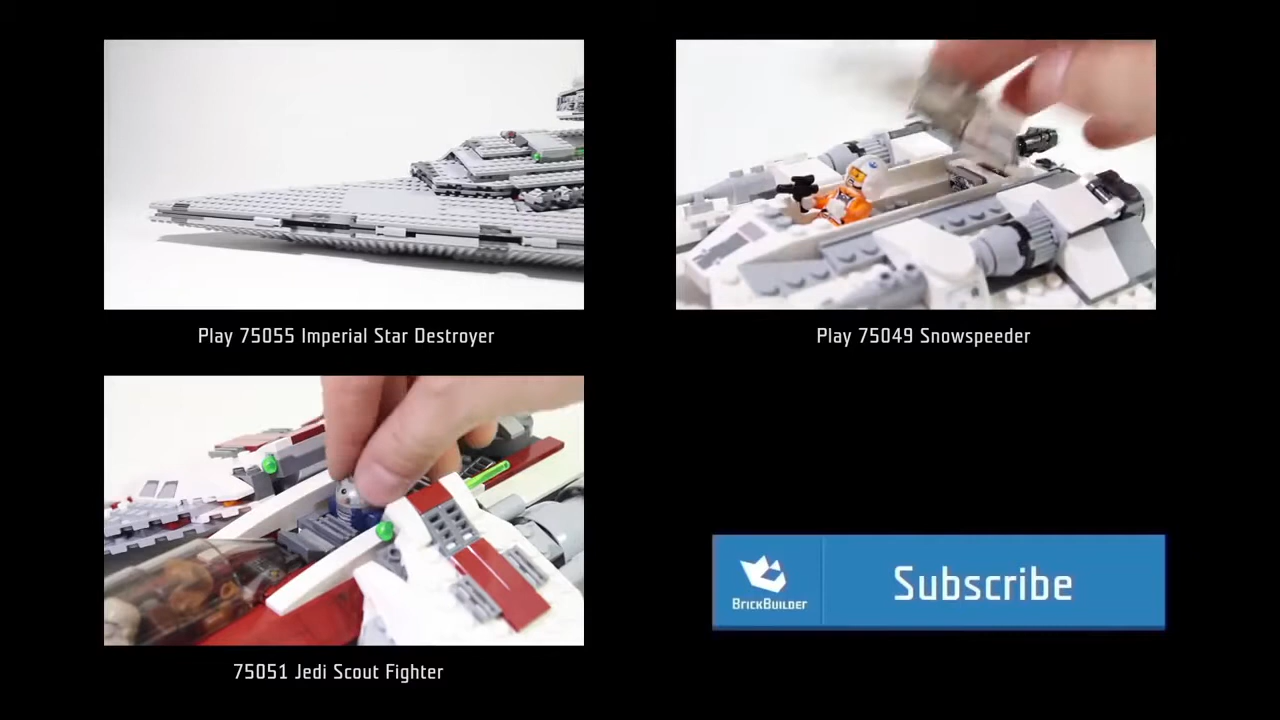 Play 75055 Imperial Star Destroyer
Play 75049 Snowspeeder
75051 Jedi Scout Fighter
BrickBuilder
Subscribe